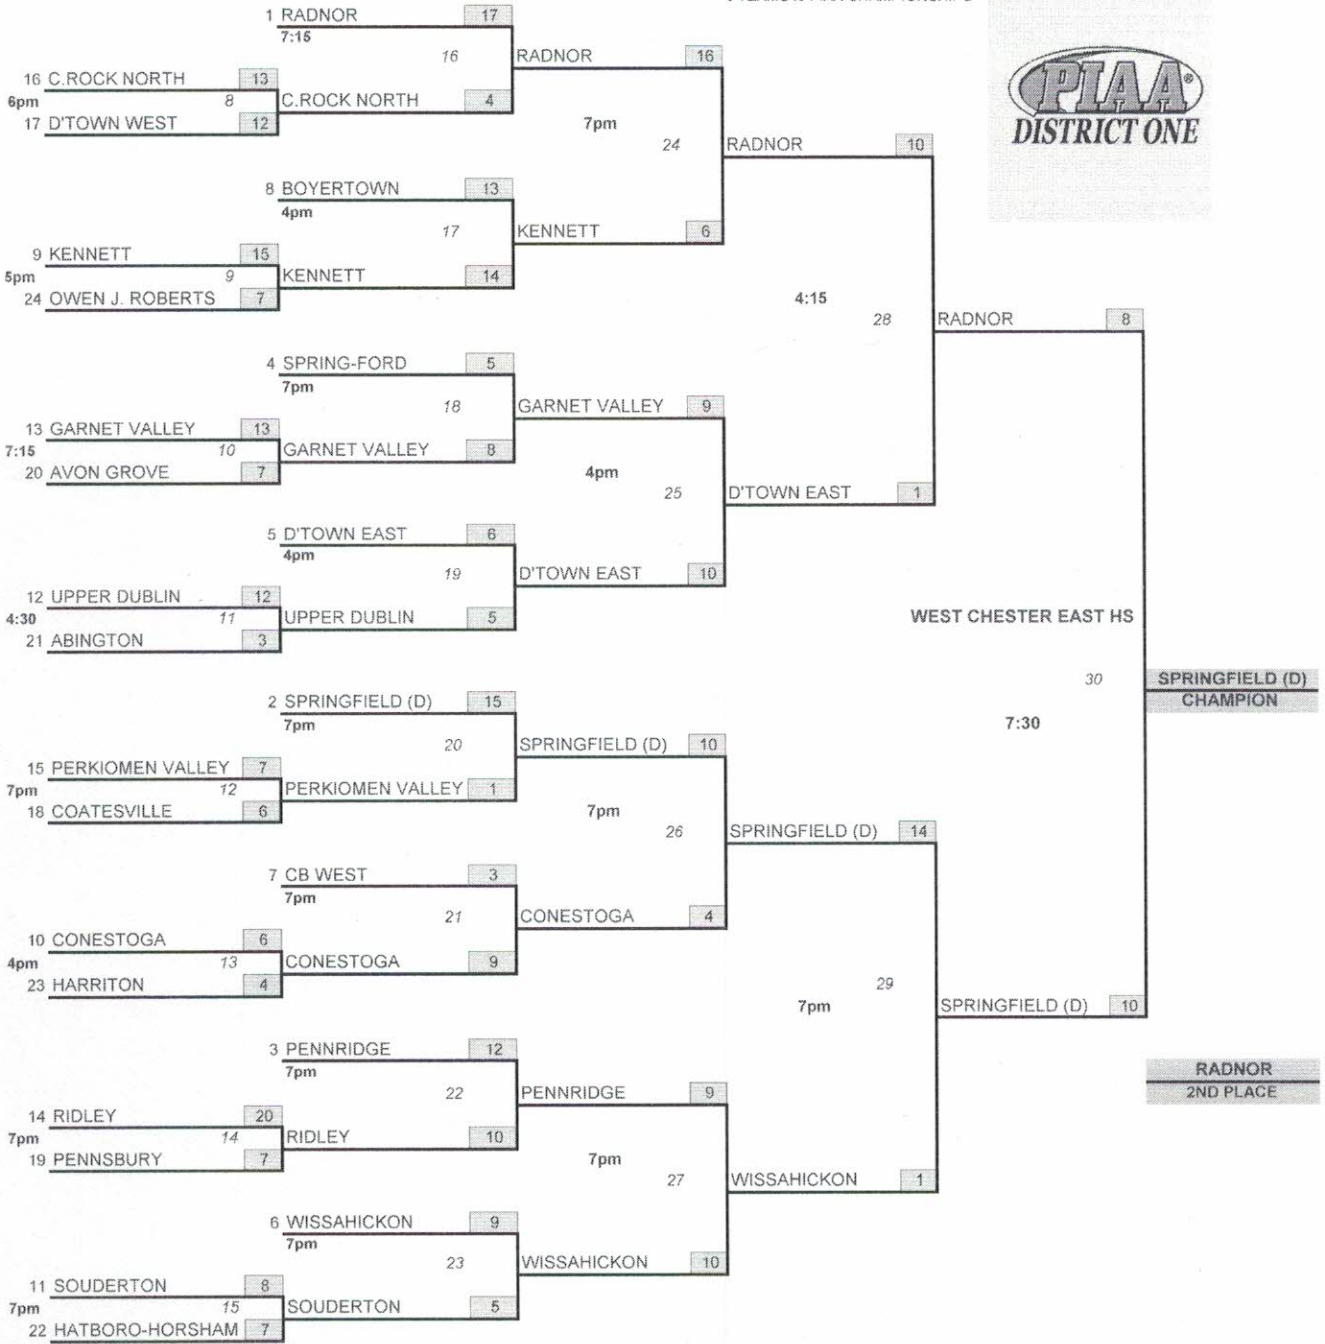 1 RADNOR 17
7:15
16 C.ROCK NORTH 13
6pm 8
17 D'TOWN WEST 12
C.ROCK NORTH 4
16
RADNOR 16
8 BOYERTOWN 13
4pm
17
9 KENNETT 15
5pm 9
24 OWEN J. ROBERTS 7
KENNETT 14
KENNETT 6
7pm
24
RADNOR 10
4 SPRING-FORD 5
7pm
18
13 GARNET VALLEY 13
7:15 10
20 AVON GROVE 7
GARNET VALLEY 8
GARNET VALLEY 9
4pm
25
5 D'TOWN EAST 6
4pm
19
12 UPPER DUBLIN 12
4:30 11
21 ABINGTON 3
UPPER DUBLIN 5
D'TOWN EAST 10
D'TOWN EAST 1
4:15
28
RADNOR 8
2 SPRINGFIELD (D) 15
7pm
20
15 PERKIOMEN VALLEY 7
7pm 12
18 COATESVILLE 6
PERKIOMEN VALLEY 1
SPRINGFIELD (D) 10
7pm
26
7 CB WEST 3
7pm
21
10 CONESTOGA 6
4pm 13
23 HARRITON 4
CONESTOGA 9
CONESTOGA 4
SPRINGFIELD (D) 14
3 PENNRIDGE 12
7pm
22
14 RIDLEY 20
7pm 14
19 PENNSBURY 7
RIDLEY 10
PENNRIDGE 9
7pm
27
6 WISSAHICKON 9
7pm
23
11 SOUDERTON 8
7pm 15
22 HATBORO-HORSHAM 7
SOUDERTON 5
WISSAHICKON 10
WISSAHICKON 1
7pm
29
SPRINGFIELD (D) 10
WEST CHESTER EAST HS
30
7:30
SPRINGFIELD (D)
CHAMPION
RADNOR
2ND PLACE
PIAA®
DISTRICT ONE